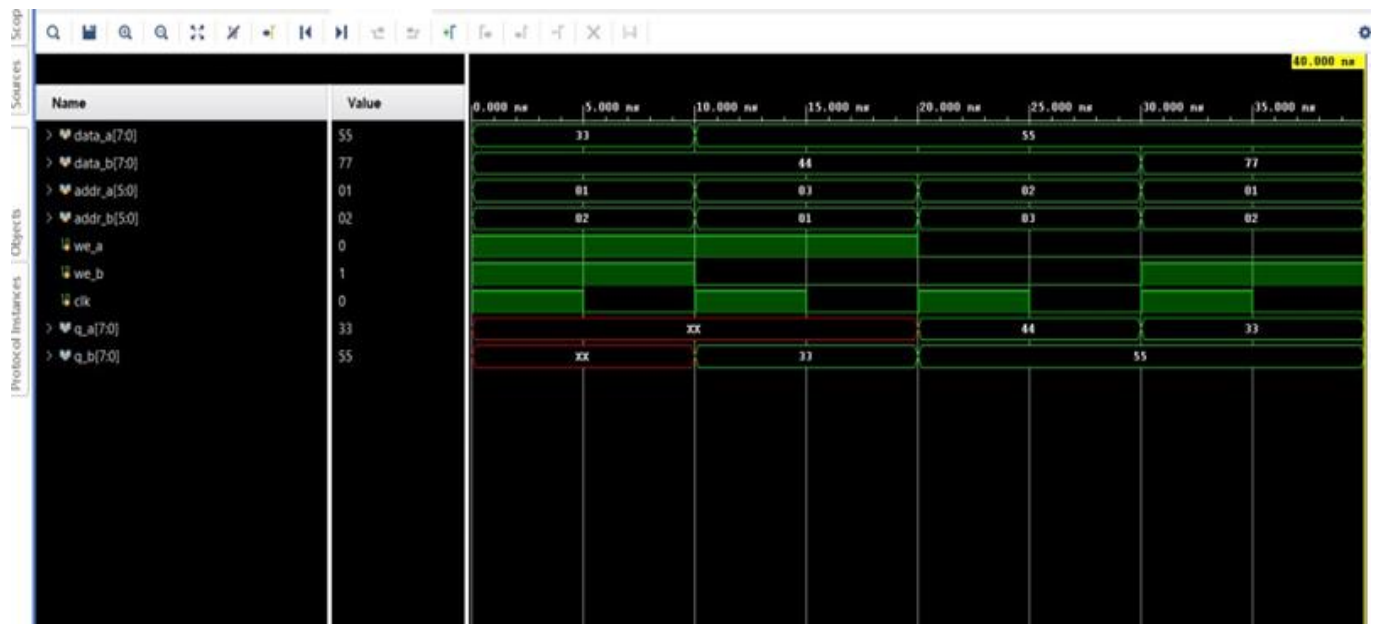 Scop
Sources
Objects
Protocol Instances
40.000 ns
Name Value 0.000 ns 5.000 ns 10.000 ns 15.000 ns 20.000 ns 25.000 ns 30.000 ns 35.000 ns
data_a[7:0] 55 33 55
data_b[7:0] 77 44 77
addr_a[5:0] 01 01 03 02 01
addr_b[5:0] 02 02 01 03 02
we_a 0
we_b 1
clk 0
q_a[7:0] 33 XX 44 33
q_b[7:0] 55 XX 33 55